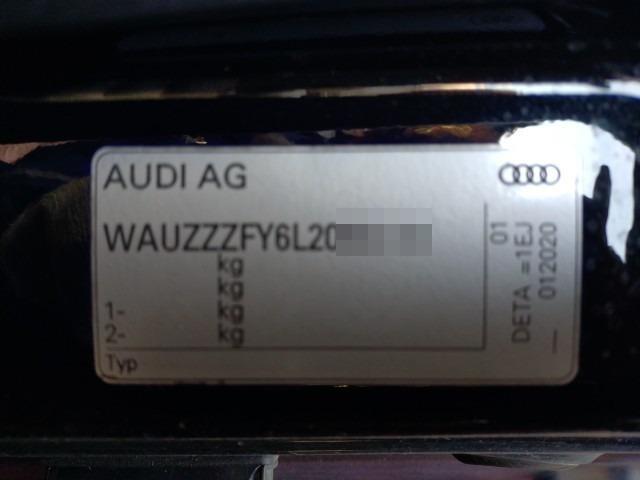 AUDI AG
WAUZZZFY6L20
kg
kg
1- kg
2- kg
Typ
01
DETA =1EJ
012020